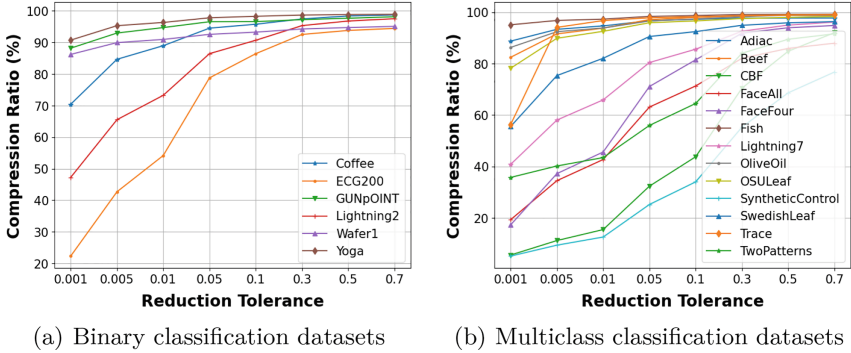 Compression Ratio (%)
100
90
80
70
60
50
40
30
20
Coffee
ECG200
GUNpOINT
Lightning2
Wafer1
Yoga
0.001 0.005 0.01 0.05 0.1 0.3 0.5 0.7
Reduction Tolerance
(a) Binary classification datasets
Compression Ratio (%)
100
80
60
40
20
Adiac
Beef
CBF
FaceAll
FaceFour
Fish
Lightning7
OliveOil
OSULeaf
SyntheticControl
SwedishLeaf
Trace
TwoPatterns
0.001 0.005 0.01 0.05 0.1 0.3 0.5 0.7
Reduction Tolerance
(b) Multiclass classification datasets